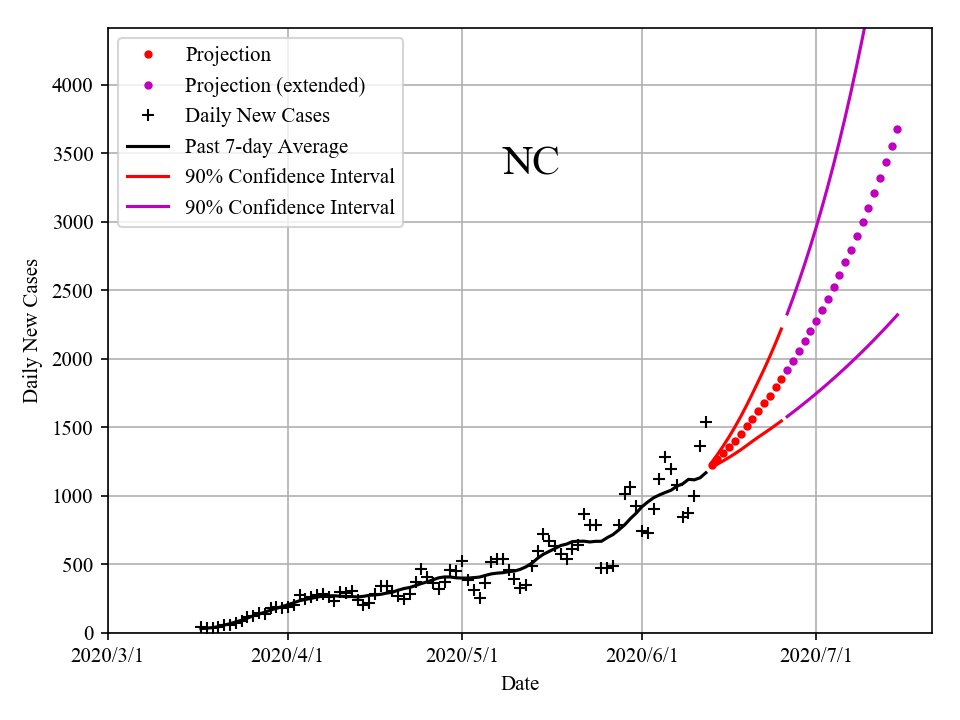 Projection
Projection (extended)
Daily New Cases
Past 7-day Average
90% Confidence Interval
90% Confidence Interval
NC
4000
3500
3000
2500
2000
1500
1000
500
0
Daily New Cases
2020/3/1 2020/4/1 2020/5/1 2020/6/1 2020/7/1
Date